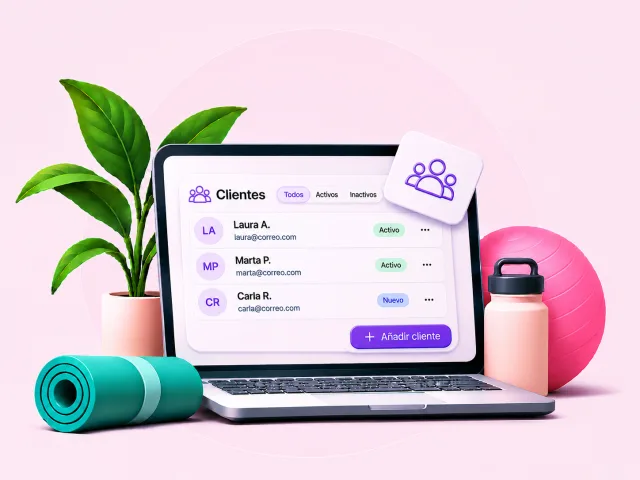 Clientes
Todos Activos Inactivos
LA Laura A. Activo
laura@correo.com
MP Marta P. Activo
marta@correo.com
CR Carla R. Nuevo
carla@correo.com
+ Añadir cliente